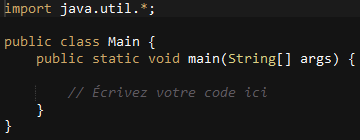 import java.util.*;
public class Main {
    public static void main(String[] args) {
        // Écrivez votre code ici
    }
}